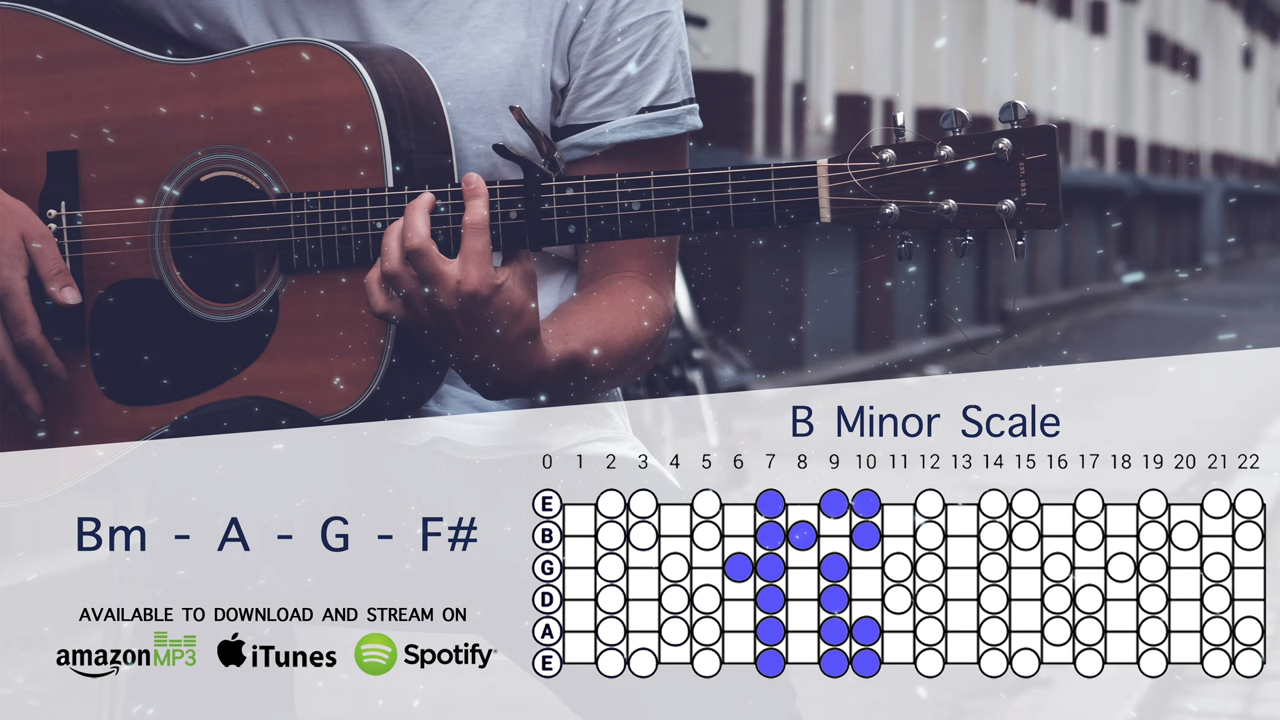 B Minor Scale
0 1 2 3 4 5 6 7 8 9 10 11 12 13 14 15 16 17 18 19 20 21 22
E
B
G
D
A
E
Bm - A - G - F#
AVAILABLE TO DOWNLOAD AND STREAM ON
amazonMP3 iTunes Spotify